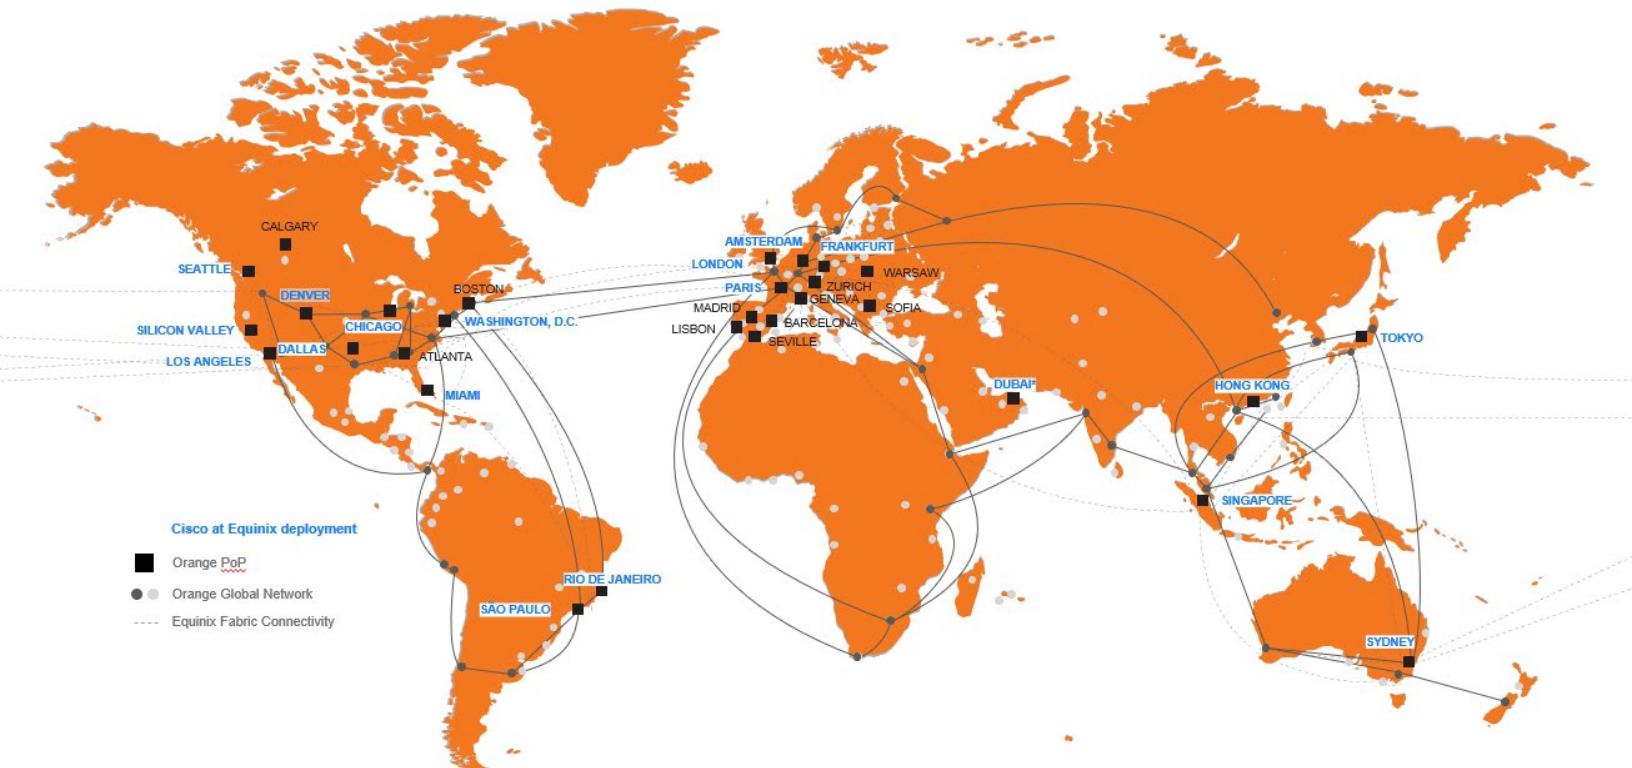 CALGARY
SEATTLE
DENVER
BOSTON
SILICON VALLEY
CHICAGO
WASHINGTON, D.C.
LOS ANGELES
DALLAS
ATLANTA
MIAMI
AMSTERDAM
FRANKFURT
LONDON
WARSAW
PARIS
ZURICH
GENEVA
MADRID
SOFIA
LISBON
BARCELONA
SEVILLE
TOKYO
DUBAI*
HONG KONG
SINGAPORE
Cisco at Equinix deployment
Orange PoP
Orange Global Network
Equinix Fabric Connectivity
RIO DE JANEIRO
SÃO PAULO
SYDNEY